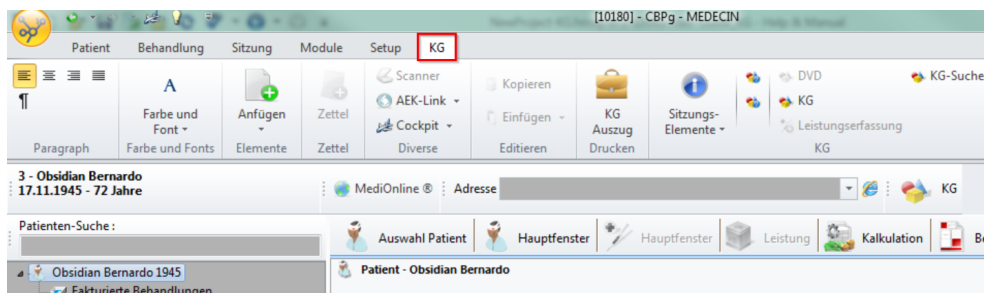 [10180] - CBPg - MEDECIN
Patient Behandlung Sitzung Module Setup KG
Scanner DVD KG-Suche
Kopieren
AEK-Link KG
Farbe und Font Anfügen Zettel Einfügen KG Auszug Sitzungs-Elemente
Cockpit Leistungserfassung
Paragraph Farbe und Fonts Elemente Zettel Diverse Editieren Drucken KG
3 - Obsidian Bernardo
17.11.1945 - 72 Jahre
MediOnline ® Adresse KG
Patienten-Suche :
Auswahl Patient Hauptfenster Hauptfenster Leistung Kalkulation
Obsidian Bernardo 1945 Patient - Obsidian Bernardo
Fakturierte Behandlungen